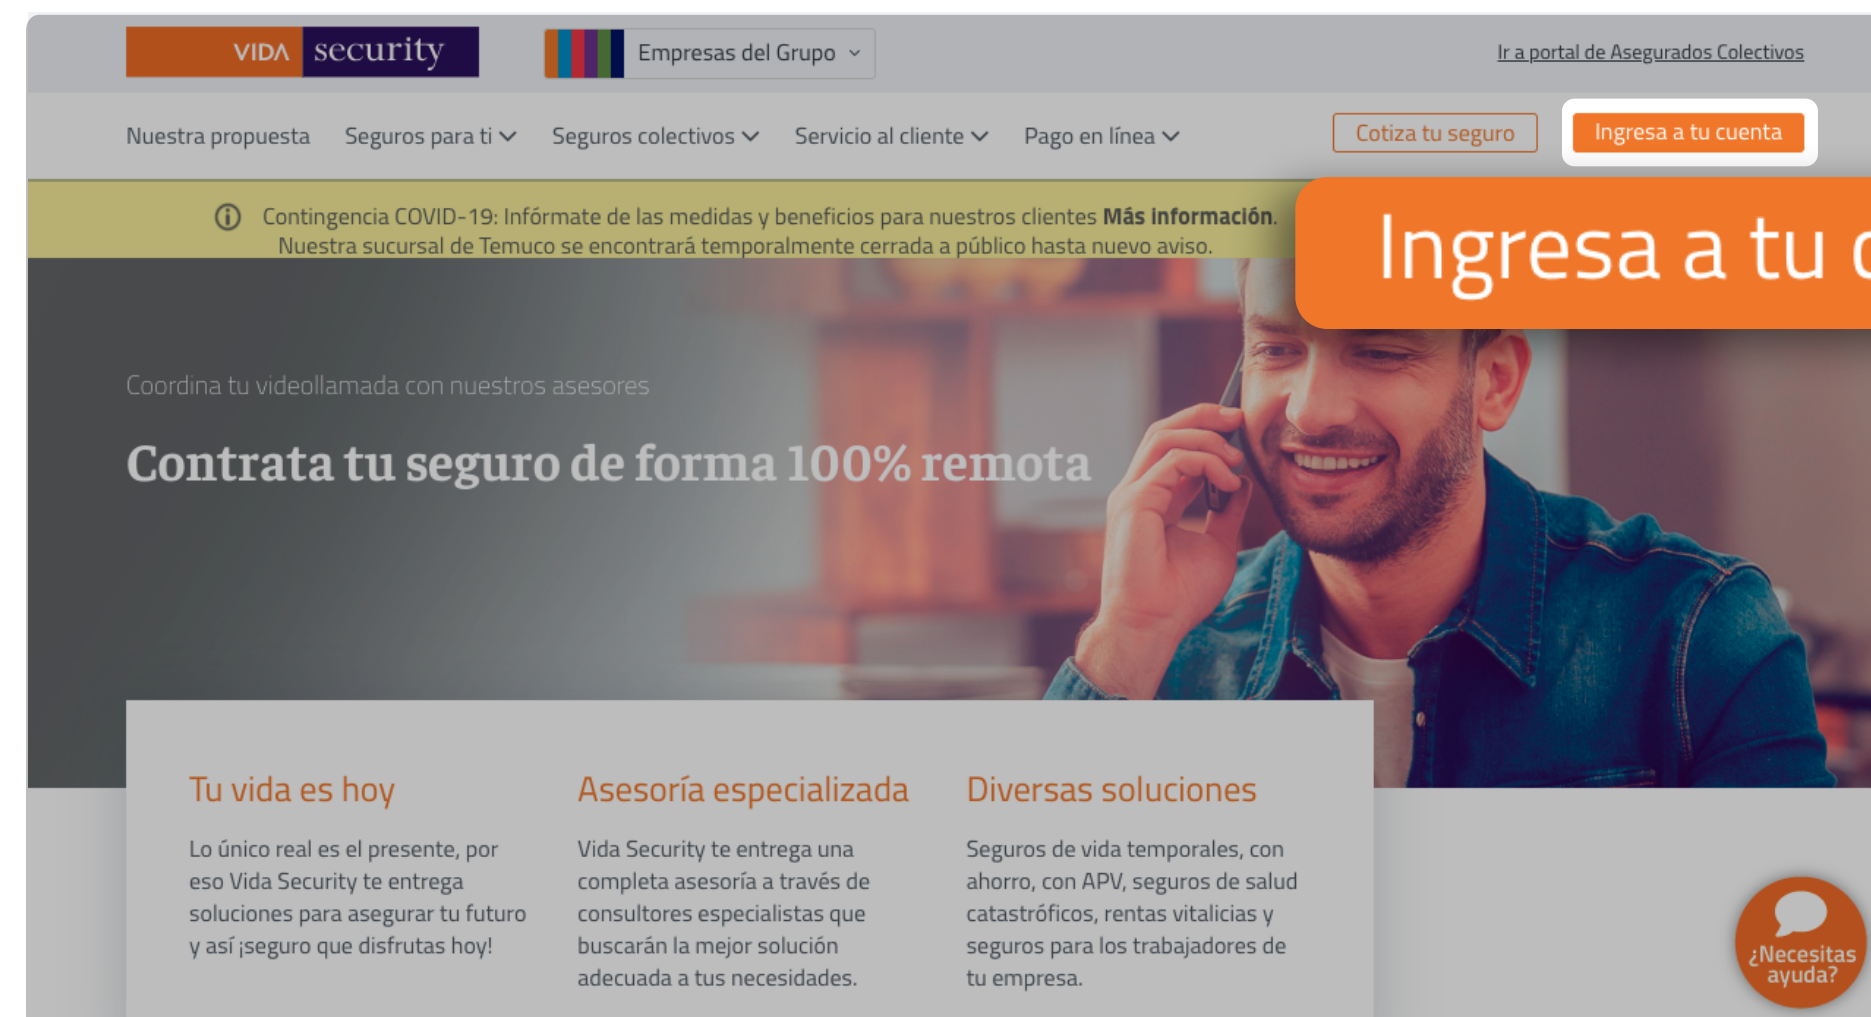 VIDA security
Empresas del Grupo
Ir a portal de Asegurados Colectivos
Nuestra propuesta
Seguros para ti
Seguros colectivos
Servicio al cliente
Pago en línea
Cotiza tu seguro
Ingresa a tu cuenta
Contingencia COVID-19: Infórmate de las medidas y beneficios para nuestros clientes Más información.
Nuestra sucursal de Temuco se encontrará temporalmente cerrada a público hasta nuevo aviso.
Ingresa a tu
Coordina tu videollamada con nuestros asesores
Contrata tu seguro de forma 100% remota
Tu vida es hoy
Lo único real es el presente, por
eso Vida Security te entrega
soluciones para asegurar tu futuro
y así ¡seguro que disfrutas hoy!
Asesoría especializada
Vida Security te entrega una
completa asesoría a través de
consultores especialistas que
buscarán la mejor solución
adecuada a tus necesidades.
Diversas soluciones
Seguros de vida temporales, con
ahorro, con APV, seguros de salud
catastróficos, rentas vitalicias y
seguros para los trabajadores de
tu empresa.
¿Necesitas
ayuda?